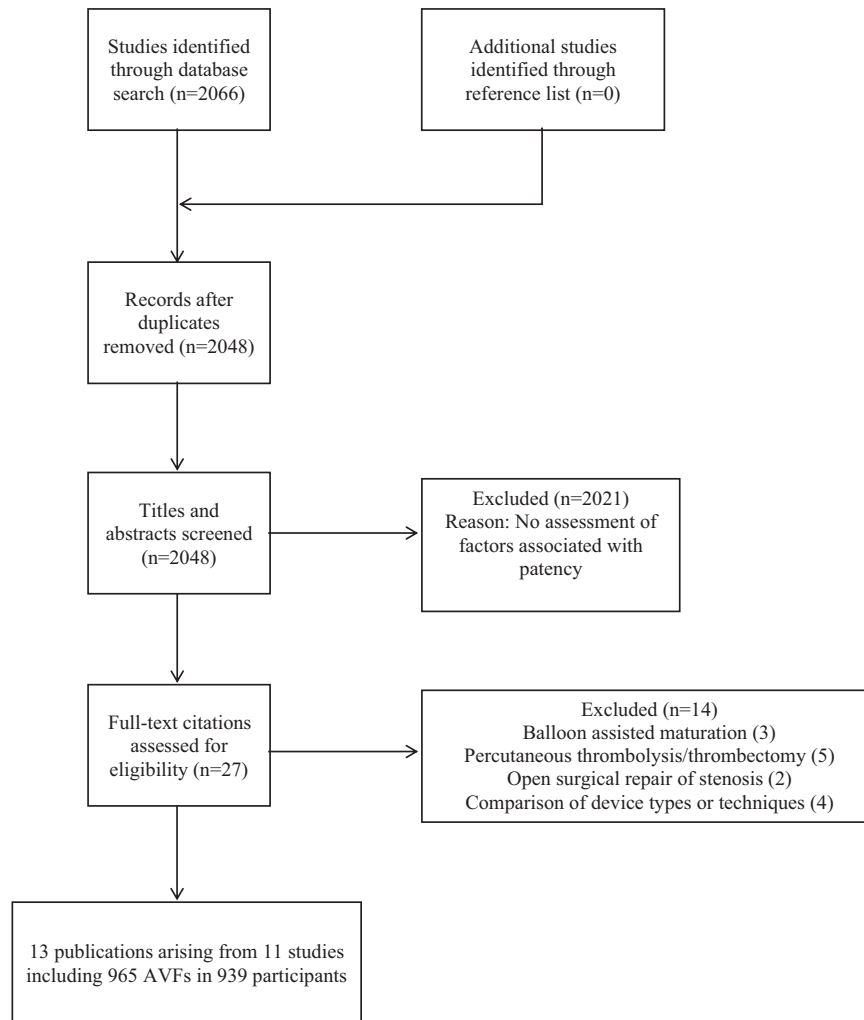 Studies identified
through database
search (n=2066)
Additional studies
identified through
reference list (n=0)
Records after
duplicates
removed (n=2048)
Titles and
abstracts screened
(n=2048)
Excluded (n=2021)
Reason: No assessment of
factors associated with
patency
Full-text citations
assessed for
eligibility (n=27)
Excluded (n=14)
Balloon assisted maturation (3)
Percutaneous thrombolysis/thrombectomy (5)
Open surgical repair of stenosis (2)
Comparison of device types or techniques (4)
13 publications arising from 11 studies
including 965 AVFs in 939 participants